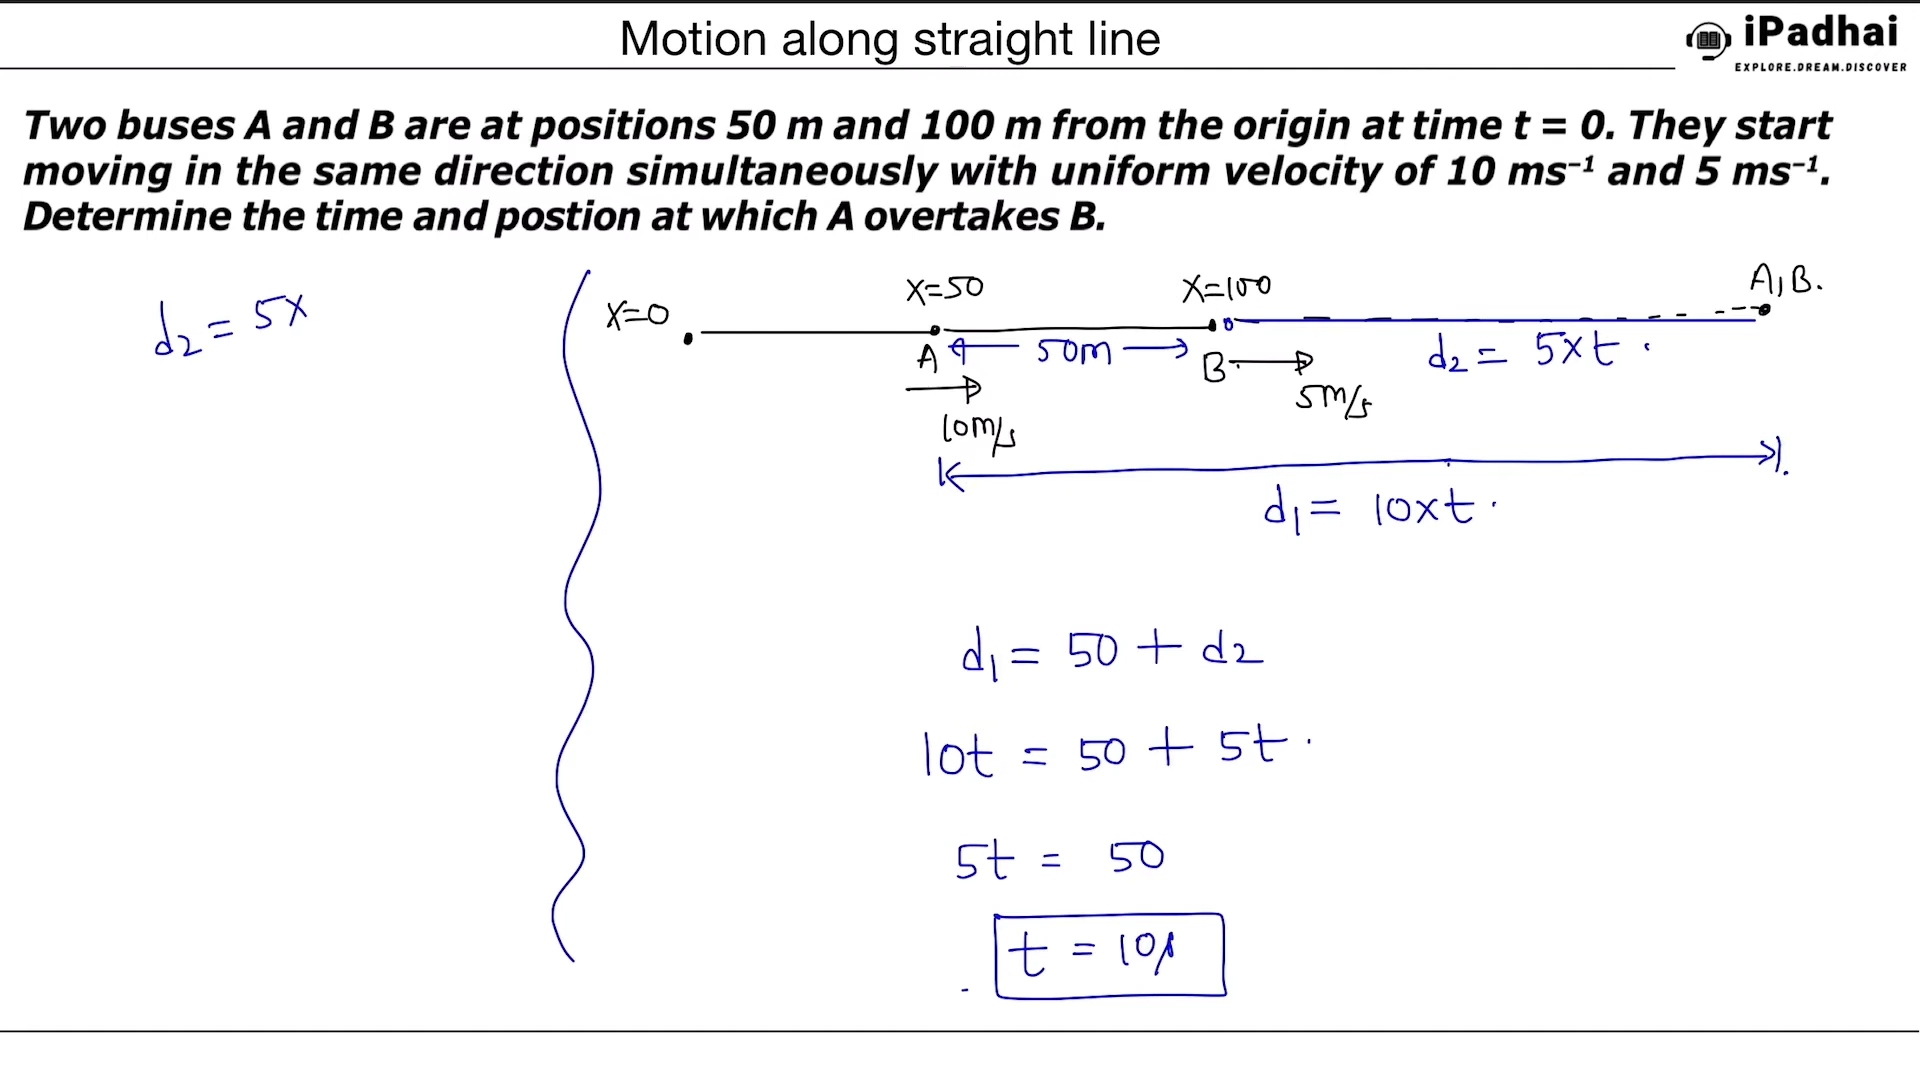 Motion along straight line
iPadhai
EXPLORE.DREAM.DISCOVER
Two buses A and B are at positions 50 m and 100 m from the origin at time t = 0. They start
moving in the same direction simultaneously with uniform velocity of 10 ms⁻¹ and 5 ms⁻¹.
Determine the time and postion at which A overtakes B.
d2 = 5x
x=0
x=50
x=100
A, B.
A
50m
B
d2 = 5xt
10m/s
5m/s
d1 = 10xt
d1 = 50 + d2
10t = 50 + 5t
5t = 50
t = 10s